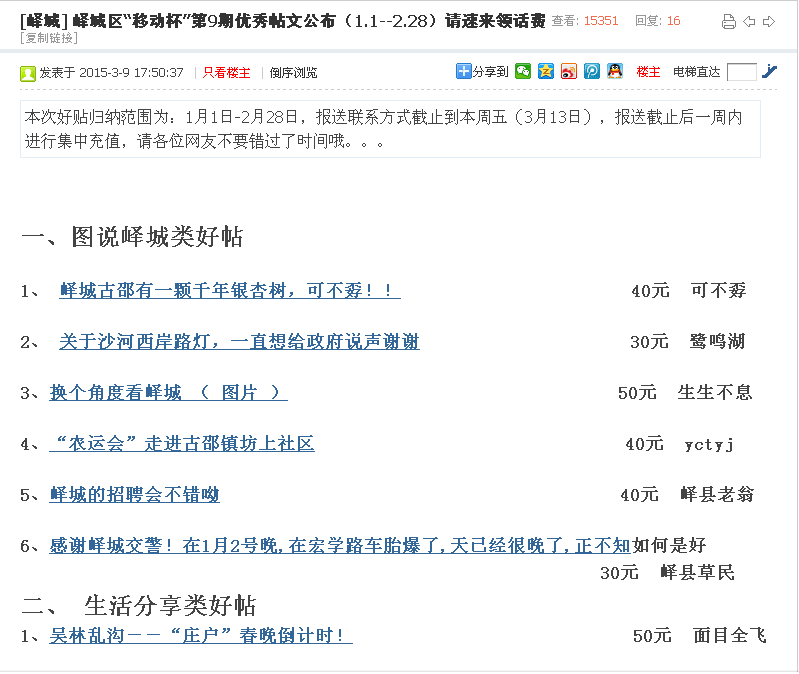 [峄城] 峄城区“移动杯”第9期优秀帖文公布（1.1--2.28）请速来领话费 查看: 15351 回复: 16
[复制链接]
发表于 2015-3-9 17:50:37 只看楼主 倒序浏览 分享到 楼主 电梯直达
本次好贴归纳范围为：1月1日-2月28日，报送联系方式截止到本周五（3月13日），报送截止后一周内
进行集中充值，请各位网友不要错过了时间哦。。。
一、图说峄城类好帖
1、 峄城古邵有一颗千年银杏树，可不孬！！ 40元 可不孬
2、 关于沙河西岸路灯，一直想给政府说声谢谢 30元 鹭鸣湖
3、换个角度看峄城 （ 图片 ） 50元 生生不息
4、“农运会”走进古邵镇坊上社区 40元 yctyj
5、峄城的招聘会不错呦 40元 峄县老翁
6、感谢峄城交警！在1月2号晚,在宏学路车胎爆了,天已经很晚了,正不知如何是好
30元 峄县草民
二、 生活分享类好帖
1、吴林乱沟——“庄户”春晚倒计时！ 50元 面目全飞